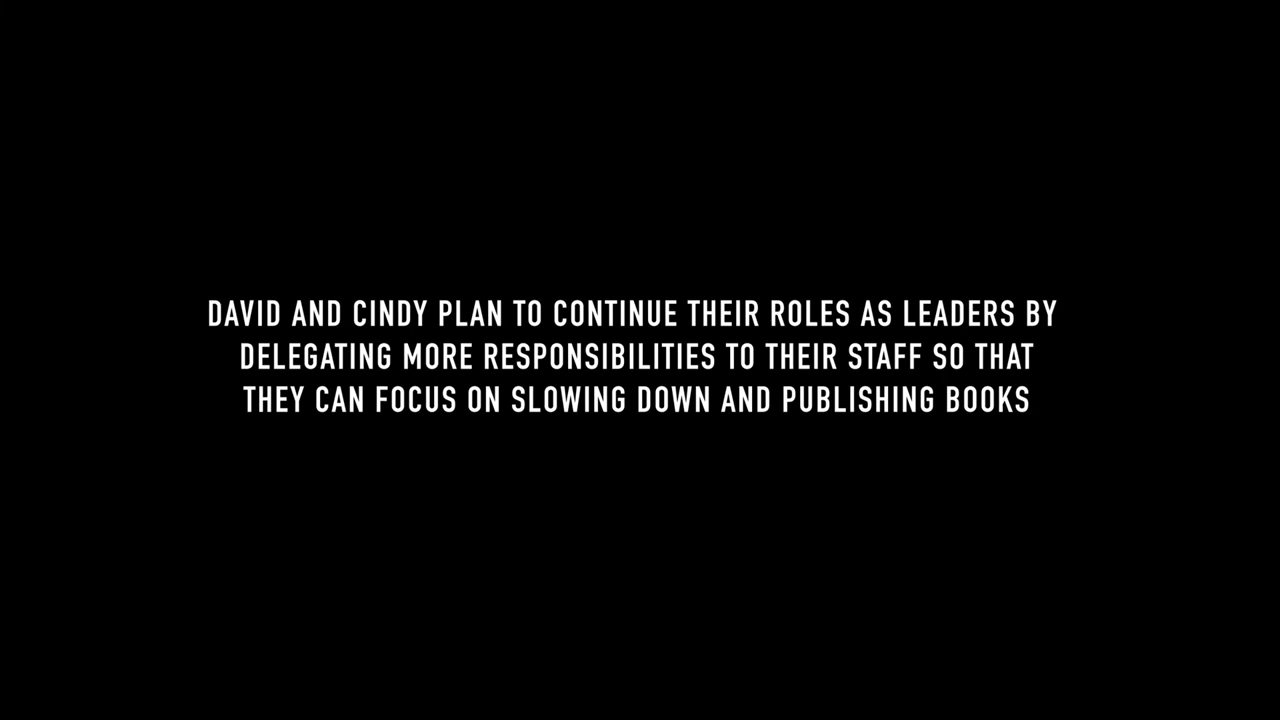 DAVID AND CINDY PLAN TO CONTINUE THEIR ROLES AS LEADERS BY
DELEGATING MORE RESPONSIBILITIES TO THEIR STAFF SO THAT
THEY CAN FOCUS ON SLOWING DOWN AND PUBLISHING BOOKS